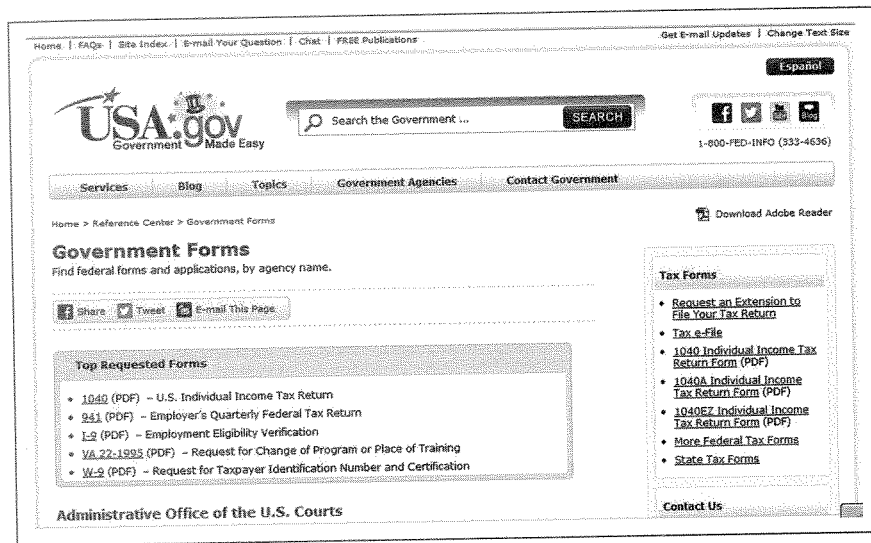 Home | FAQs | Site Index | E-mail Your Question | Chat | FREE Publications
Get E-mail Updates | Change Text Size
Español
USA.gov
Government Made Easy
Search the Government ...
SEARCH
Blog
1-800-FED-INFO (333-4636)
Services Blog Topics Government Agencies Contact Government
Home > Reference Center > Government Forms
Download Adobe Reader
Government Forms
Find federal forms and applications, by agency name.
Share Tweet E-mail This Page
Top Requested Forms
• 1040 (PDF) – U.S. Individual Income Tax Return
• 941 (PDF) – Employer's Quarterly Federal Tax Return
• I-9 (PDF) – Employment Eligibility Verification
• VA 22-1995 (PDF) – Request for Change of Program or Place of Training
• W-9 (PDF) – Request for Taxpayer Identification Number and Certification
Administrative Office of the U.S. Courts
Tax Forms
• Request an Extension to
File Your Tax Return
• Tax e-File
• 1040 Individual Income Tax
Return Form (PDF)
• 1040A Individual Income
Tax Return Form (PDF)
• 1040EZ Individual Income
Tax Return Form (PDF)
• More Federal Tax Forms
• State Tax Forms
Contact Us